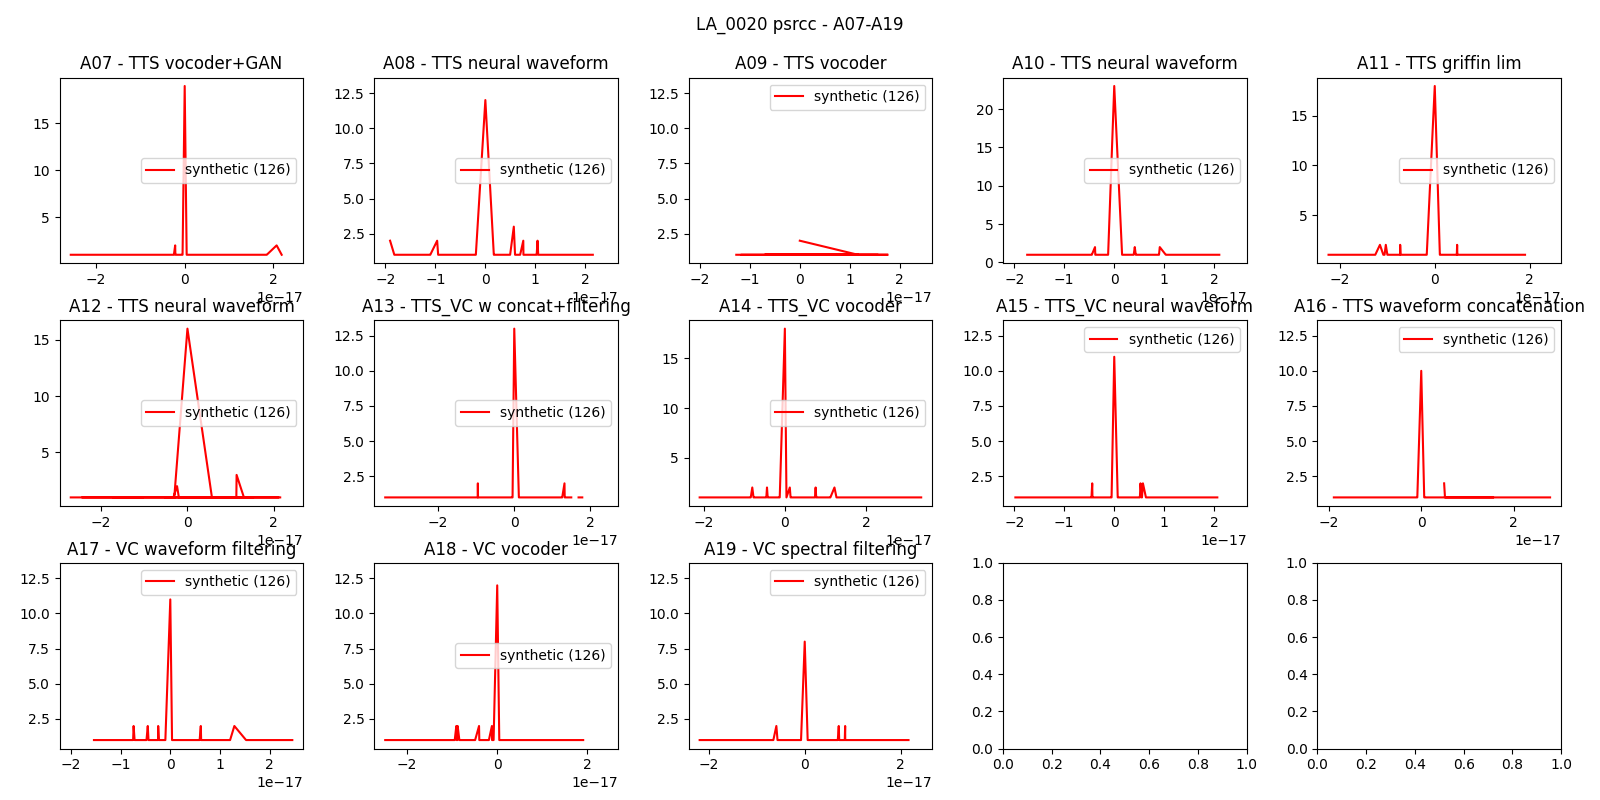 LA_0020 psrcc - A07-A19
A07 - TTS vocoder+GAN
A08 - TTS neural waveform
A09 - TTS vocoder
A10 - TTS neural waveform
A11 - TTS griffin lim
15
10
5
synthetic (126)
−2 0 2
1e−17
12.5
10.0
7.5
5.0
2.5
synthetic (126)
−2 −1 0 1 2
1e−17
12.5
10.0
7.5
5.0
2.5
synthetic (126)
−2 −1 0 1 2
1e−17
20
15
10
5
0
synthetic (126)
−2 −1 0 1 2
1e−17
15
10
5
synthetic (126)
−2 0 2
1e−17
A12 - TTS neural waveform
A13 - TTS_VC w concat+filtering
A14 - TTS_VC vocoder
A15 - TTS_VC neural waveform
A16 - TTS waveform concatenation
15
10
5
synthetic (126)
−2 0 2
1e−17
12.5
10.0
7.5
5.0
2.5
synthetic (126)
−2 0 2
1e−17
15
10
5
synthetic (126)
−2 0 2
1e−17
12.5
10.0
7.5
5.0
2.5
synthetic (126)
−2 −1 0 1 2
1e−17
12.5
10.0
7.5
5.0
2.5
synthetic (126)
−2 0 2
1e−17
A17 - VC waveform filtering
A18 - VC vocoder
A19 - VC spectral filtering
12.5
10.0
7.5
5.0
2.5
synthetic (126)
−2 −1 0 1 2
1e−17
12.5
10.0
7.5
5.0
2.5
synthetic (126)
−2 0 2
1e−17
12.5
10.0
7.5
5.0
2.5
synthetic (126)
−2 0 2
1e−17
1.0
0.8
0.6
0.4
0.2
0.0
0.0 0.2 0.4 0.6 0.8 1.0
1.0
0.8
0.6
0.4
0.2
0.0
0.0 0.2 0.4 0.6 0.8 1.0